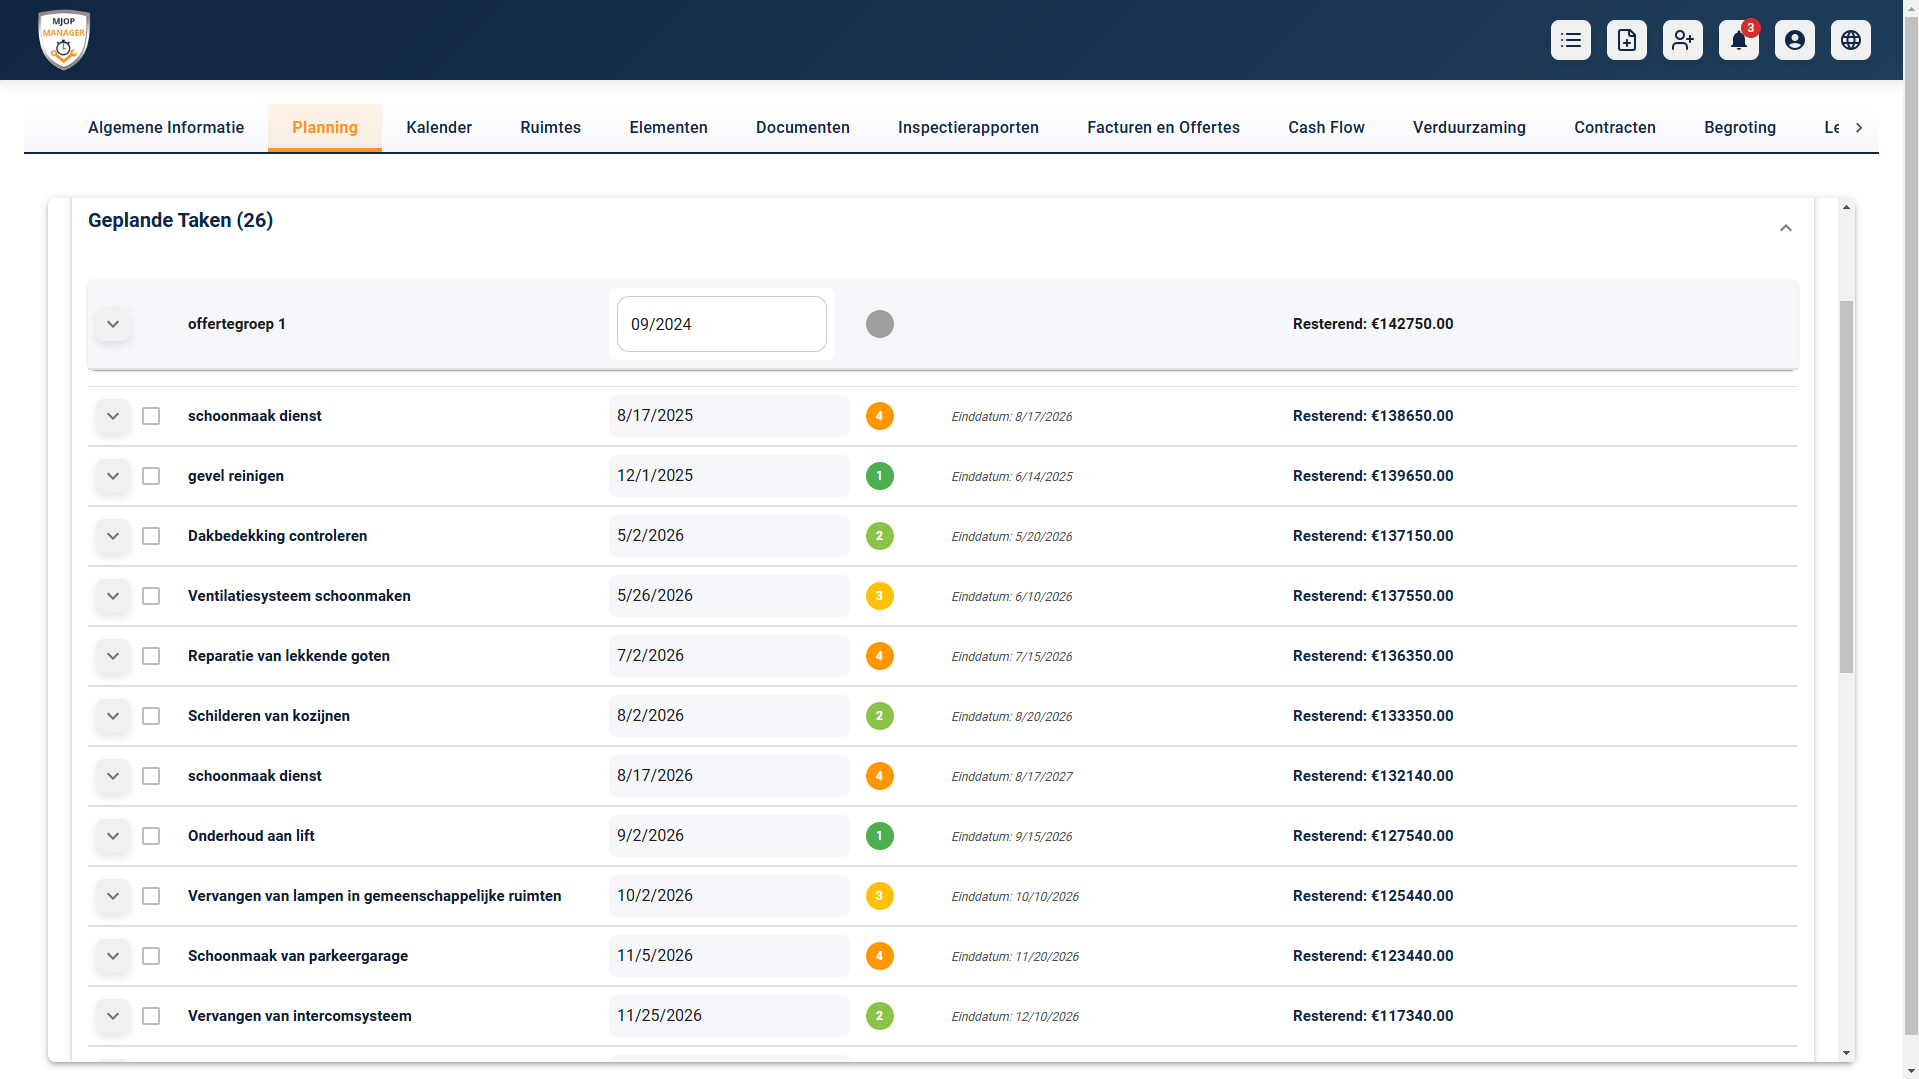 MJOP
MANAGER
3
Algemene Informatie
Planning
Kalender
Ruimtes
Elementen
Documenten
Inspectierapporten
Facturen en Offertes
Cash Flow
Verduurzaming
Contracten
Begroting
Le
Geplande Taken (26)
offertegroep 1 09/2024 Resterend: €142750.00
schoonmaak dienst 8/17/2025 4 Einddatum: 8/17/2026 Resterend: €138650.00
gevel reinigen 12/1/2025 1 Einddatum: 6/14/2025 Resterend: €139650.00
Dakbedekking controleren 5/2/2026 2 Einddatum: 5/20/2026 Resterend: €137150.00
Ventilatiesysteem schoonmaken 5/26/2026 3 Einddatum: 6/10/2026 Resterend: €137550.00
Reparatie van lekkende goten 7/2/2026 4 Einddatum: 7/15/2026 Resterend: €136350.00
Schilderen van kozijnen 8/2/2026 2 Einddatum: 8/20/2026 Resterend: €133350.00
schoonmaak dienst 8/17/2026 4 Einddatum: 8/17/2027 Resterend: €132140.00
Onderhoud aan lift 9/2/2026 1 Einddatum: 9/15/2026 Resterend: €127540.00
Vervangen van lampen in gemeenschappelijke ruimten 10/2/2026 3 Einddatum: 10/10/2026 Resterend: €125440.00
Schoonmaak van parkeergarage 11/5/2026 4 Einddatum: 11/20/2026 Resterend: €123440.00
Vervangen van intercomsysteem 11/25/2026 2 Einddatum: 12/10/2026 Resterend: €117340.00